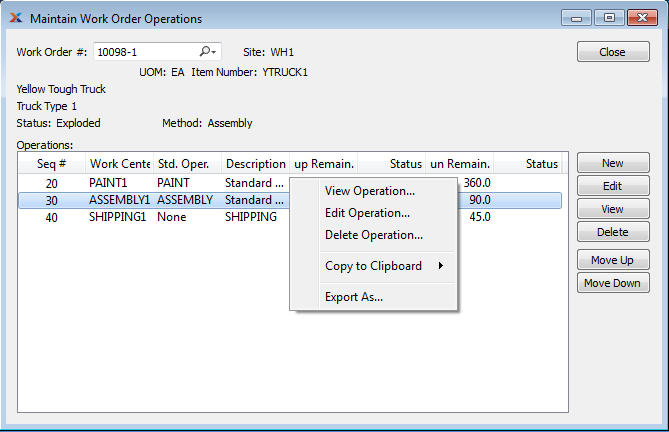 Maintain Work Order Operations
Work Order #: 10098-1 Site: WH1 Close
UOM: EA Item Number: YTRUCK1
Yellow Tough Truck
Truck Type 1
Status: Exploded Method: Assembly
Operations:
Seq # Work Cente Std. Oper. Description up Remain. Status un Remain. Status New
20 PAINT1 PAINT Standard ... 360.0 Edit
30 ASSEMBLY1 ASSEMBLY Standard ... 90.0 View
40 SHIPPING1 None SHIPPING 45.0 Delete
View Operation...
Edit Operation...
Delete Operation...
Copy to Clipboard
Export As...
Move Up
Move Down